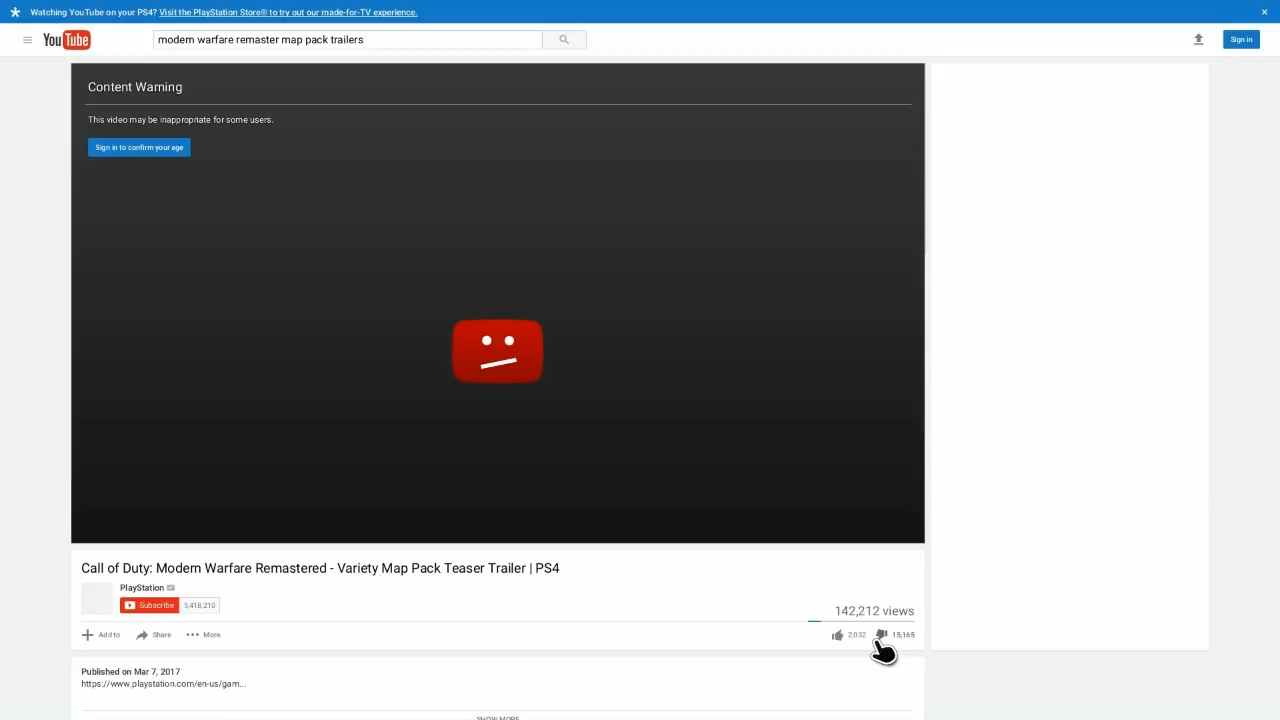 Watching YouTube on your PS4? Visit the PlayStation Store® to try out our made-for-TV experience.
YouTube
modern warfare remaster map pack trailers
Sign in
Content Warning
This video may be inappropriate for some users.
Sign in to confirm your age
Call of Duty: Modern Warfare Remastered - Variety Map Pack Teaser Trailer | PS4
PlayStation
Subscribe 5,418,210
142,212 views
Add to Share More 2,032 15,165
Published on Mar 7, 2017
https://www.playstation.com/en-us/gam...
SHOW MORE